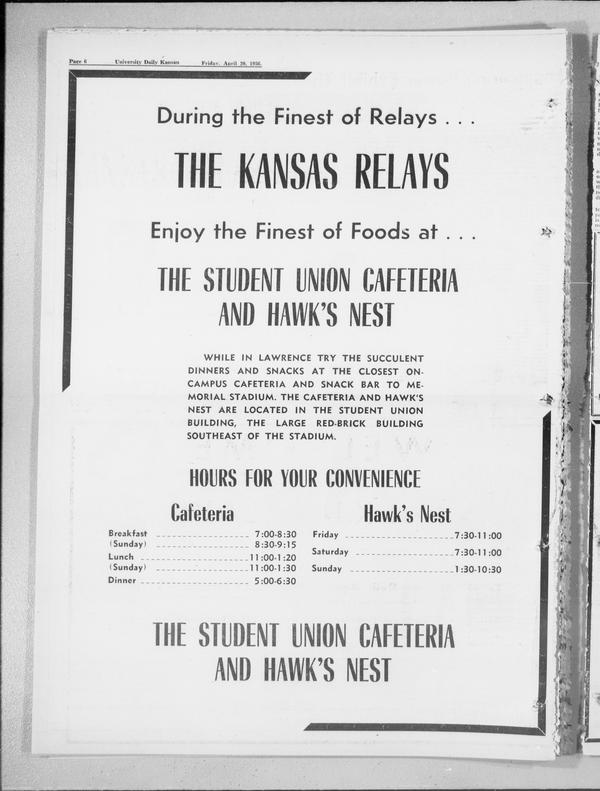 Page 6 University Daily Kansan Friday, April 20, 1956.
During the Finest of Relays . . .
THE KANSAS RELAYS
Enjoy the Finest of Foods at . . .
THE STUDENT UNION CAFETERIA
AND HAWK'S NEST
WHILE IN LAWRENCE TRY THE SUCCULENT
DINNERS AND SNACKS AT THE CLOSEST ON-
CAMPUS CAFETERIA AND SNACK BAR TO ME-
MORIAL STADIUM. THE CAFETERIA AND HAWK'S
NEST ARE LOCATED IN THE STUDENT UNION
BUILDING, THE LARGE RED-BRICK BUILDING
SOUTHEAST OF THE STADIUM.
HOURS FOR YOUR CONVENIENCE
Cafeteria
Breakfast 7:00-8:30
(Sunday) 8:30-9:15
Lunch 11:00-1:20
(Sunday) 11:00-1:30
Dinner 5:00-6:30
Hawk's Nest
Friday 7:30-11:00
Saturday 7:30-11:00
Sunday 1:30-10:30
THE STUDENT UNION CAFETERIA
AND HAWK'S NEST